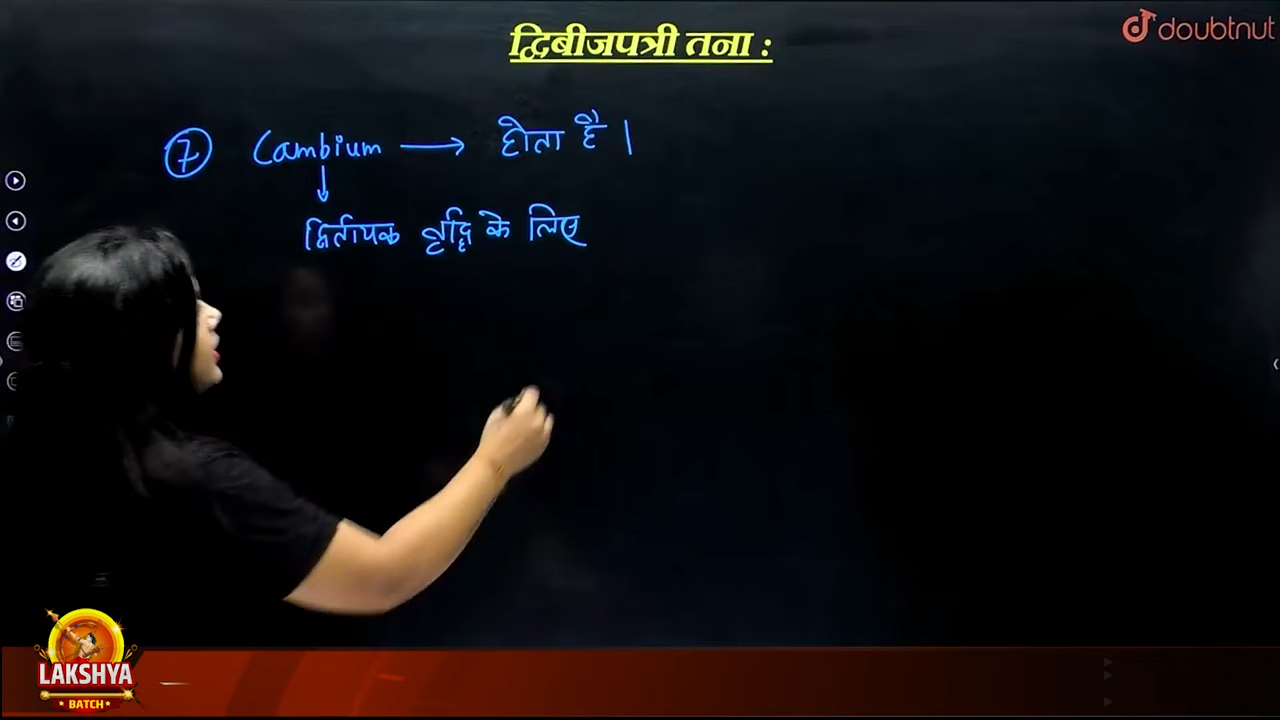 द्विबीजपत्री तना :
doubtnut
7 Cambium → होता है ।
↓
द्वितीयक वृद्धि के लिए
LAKSHYA
BATCH